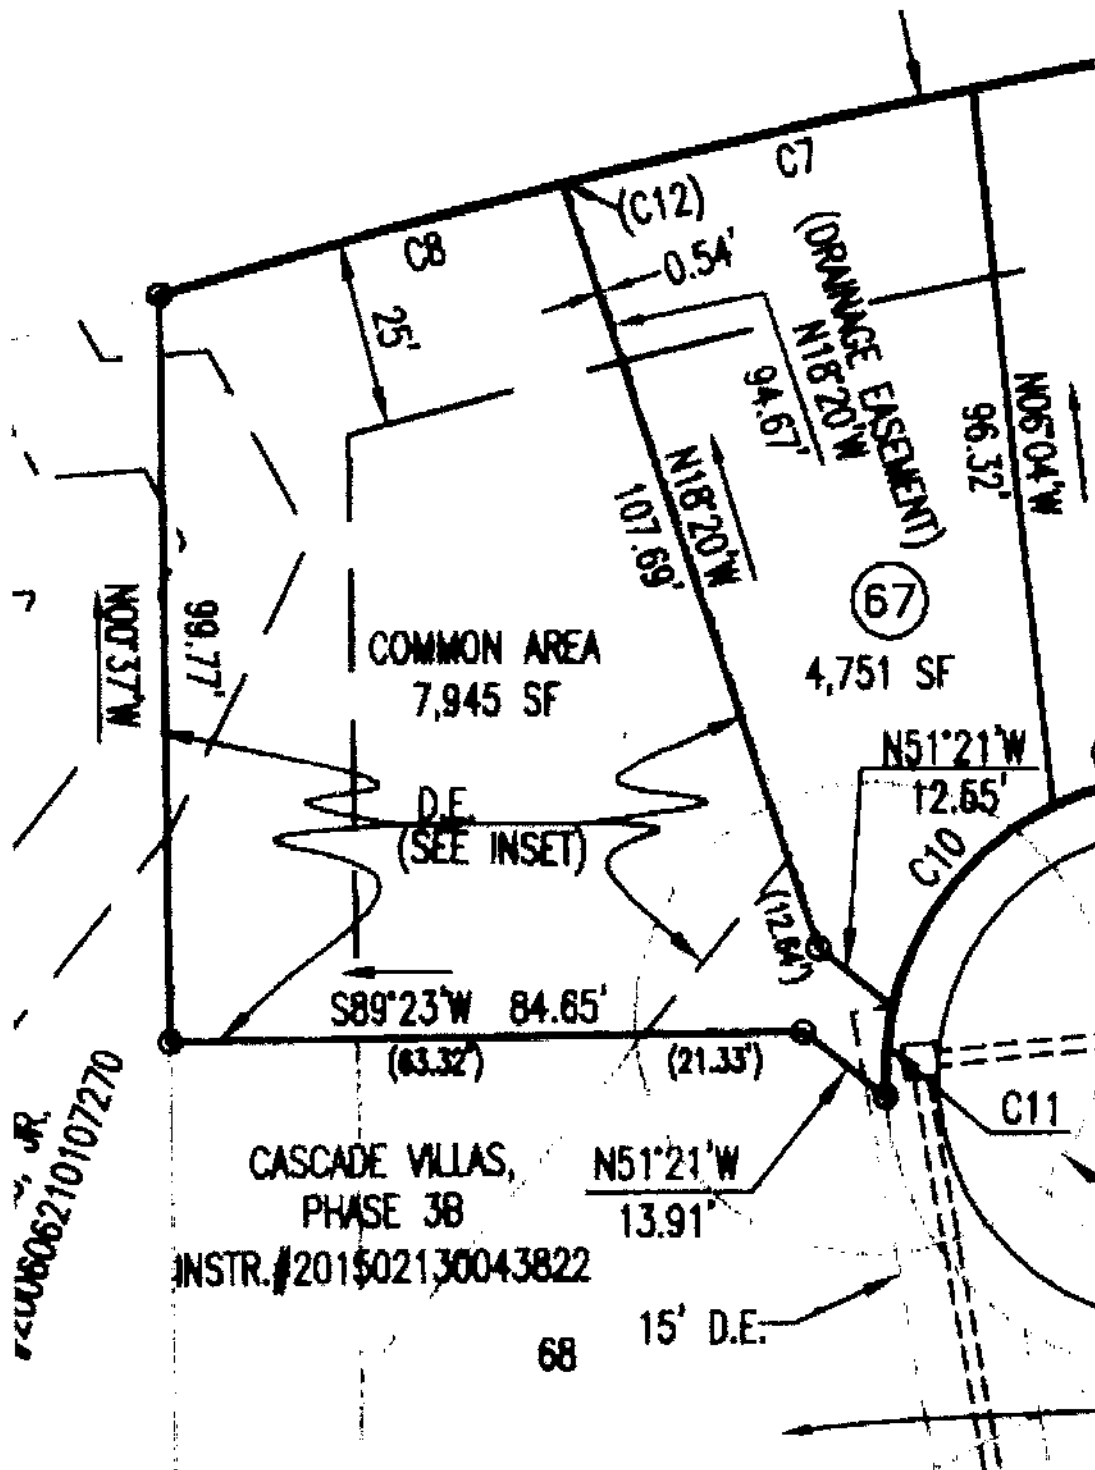 C7
(C12)
C8
0.54'
25'
(DRAINAGE EASEMENT)
N18°20'W
94.67'
N06°04'W
96.32'
N18°20'W
107.69'
67
4,751 SF
N00°37'W
99.77'
COMMON AREA
7,945 SF
N51°21'W
12.65'
D.E.
(SEE INSET)
C10
(12.64')
S89°23'W 84.65'
(63.32')
(21.33')
C11
JR.
CASCADE VILLAS,
PHASE 3B
INSTR.#201502130043822
N51°21'W
13.91'
15' D.E.
68